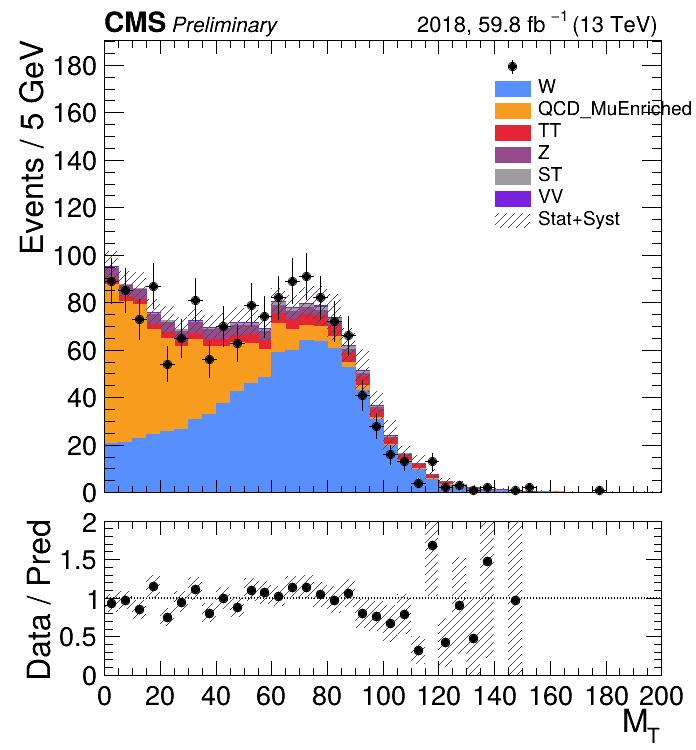 CMS Preliminary 2018, 59.8 fb⁻¹ (13 TeV)
Events / 5 GeV
180
160
140
120
100
80
60
40
20
0
W
QCD_MuEnriched
TT
Z
ST
VV
Stat+Syst
Data / Pred
2
1.5
1
0.5
0
0 20 40 60 80 100 120 140 160 180 200
M_T